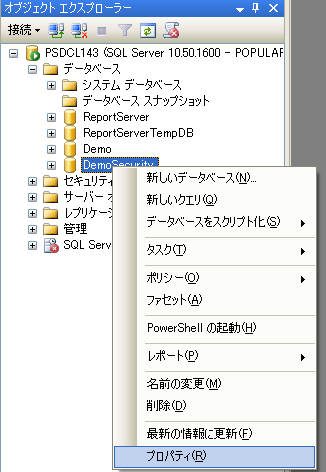 オブジェクト エクスプローラー
接続
PSDCL143 (SQL Server 10.50.1600 - POPULAR
データベース
システム データベース
データベース スナップショット
ReportServer
ReportServerTempDB
Demo
DemoSecurity
セキュリティ
サーバー オ
レプリケーシ
管理
SQL Serve
新しいデータベース(N)...
新しいクエリ(Q)
データベースをスクリプト化(S)
タスク(T)
ポリシー(O)
ファセット(A)
PowerShell の起動(H)
レポート(P)
名前の変更(M)
削除(D)
最新の情報に更新(F)
プロパティ(R)